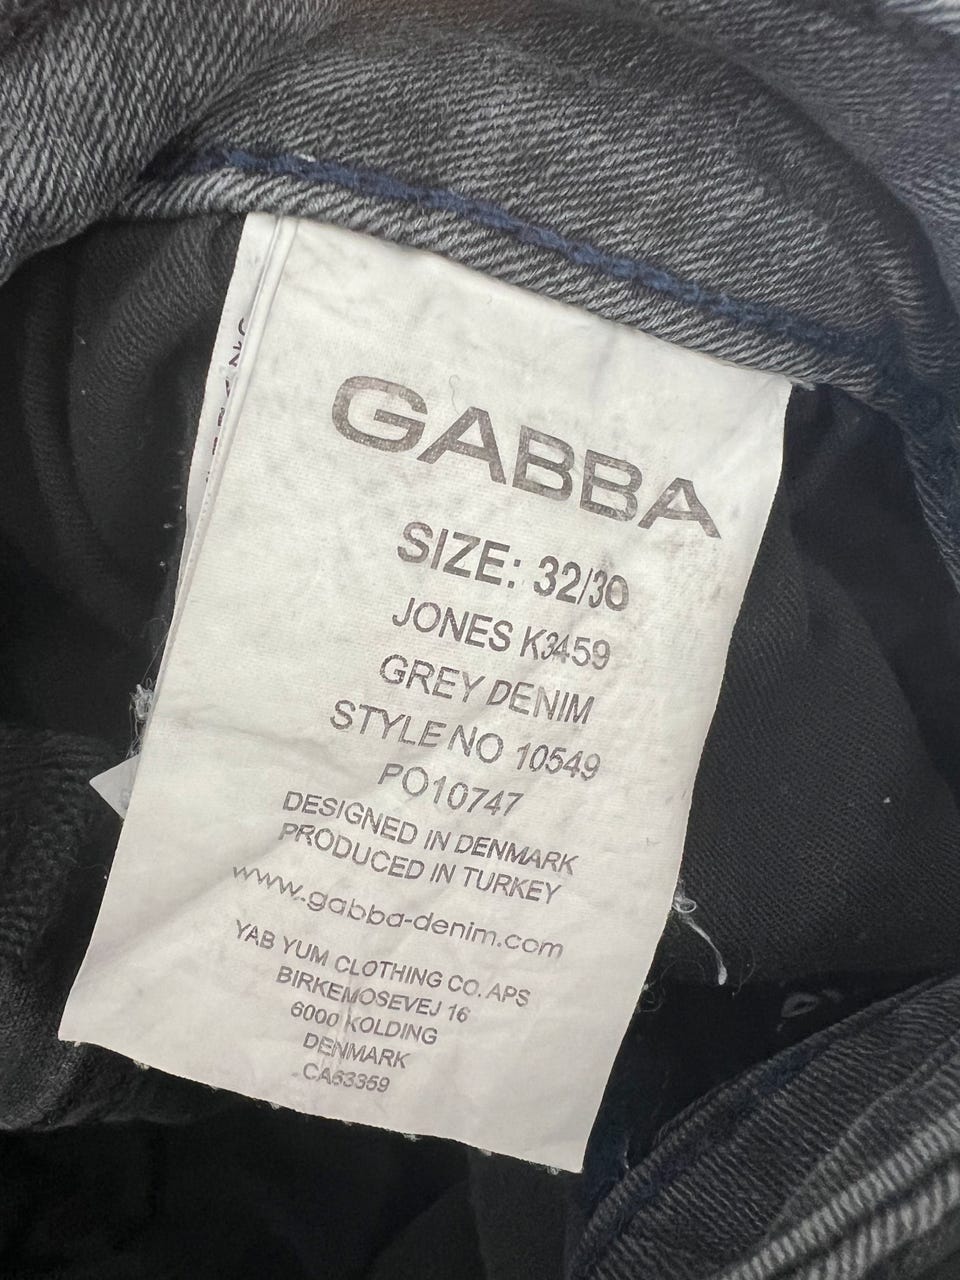 GABBA
SIZE: 32/30
JONES K3459
GREY DENIM
STYLE NO 10549
PO10747
DESIGNED IN DENMARK
PRODUCED IN TURKEY
www.gabba-denim.com
YAB YUM CLOTHING CO. APS
BIRKEMOSEVEJ 16
6000 KOLDING
DENMARK
CA63359